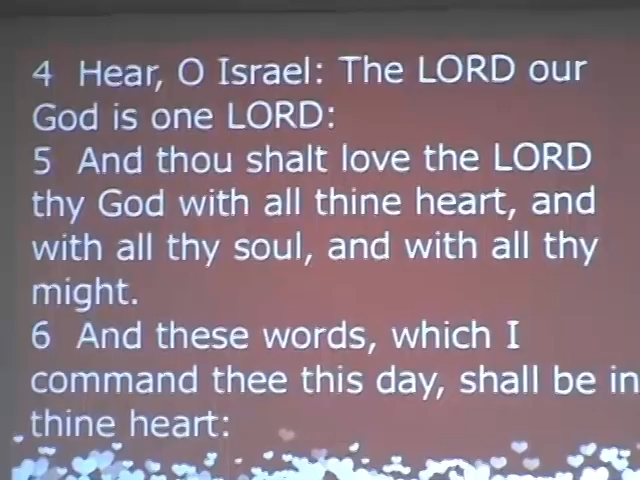 4  Hear, O Israel: The LORD our
God is one LORD:
5  And thou shalt love the LORD
thy God with all thine heart, and
with all thy soul, and with all thy
might.
6  And these words, which I
command thee this day, shall be in
thine heart: